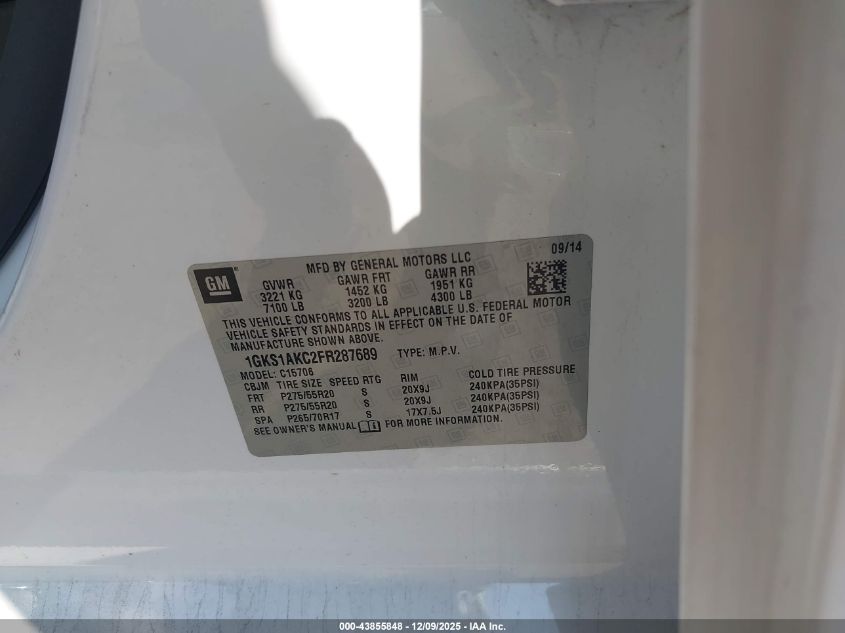 GM
MFD BY GENERAL MOTORS LLC
09/14
GVWR GAWR FRT GAWR RR
3221 KG 1452 KG 1951 KG
7100 LB 3200 LB 4300 LB
THIS VEHICLE CONFORMS TO ALL APPLICABLE U.S. FEDERAL MOTOR
VEHICLE SAFETY STANDARDS IN EFFECT ON THE DATE OF
MANUFACTURE SHOWN ABOVE.
1GKS1AKC2FR287689 TYPE: M.P.V.
MODEL: C15706
CBJM TIRE SIZE SPEED RTG RIM COLD TIRE PRESSURE
FRT P275/55R20 S 20X9J 240KPA(35PSI)
RR P275/55R20 S 20X9J 240KPA(35PSI)
SPA P265/70R17 S 17X7.5J 240KPA(35PSI)
SEE OWNER'S MANUAL FOR MORE INFORMATION.
000-43855848 - 12/09/2025 - IAA Inc.